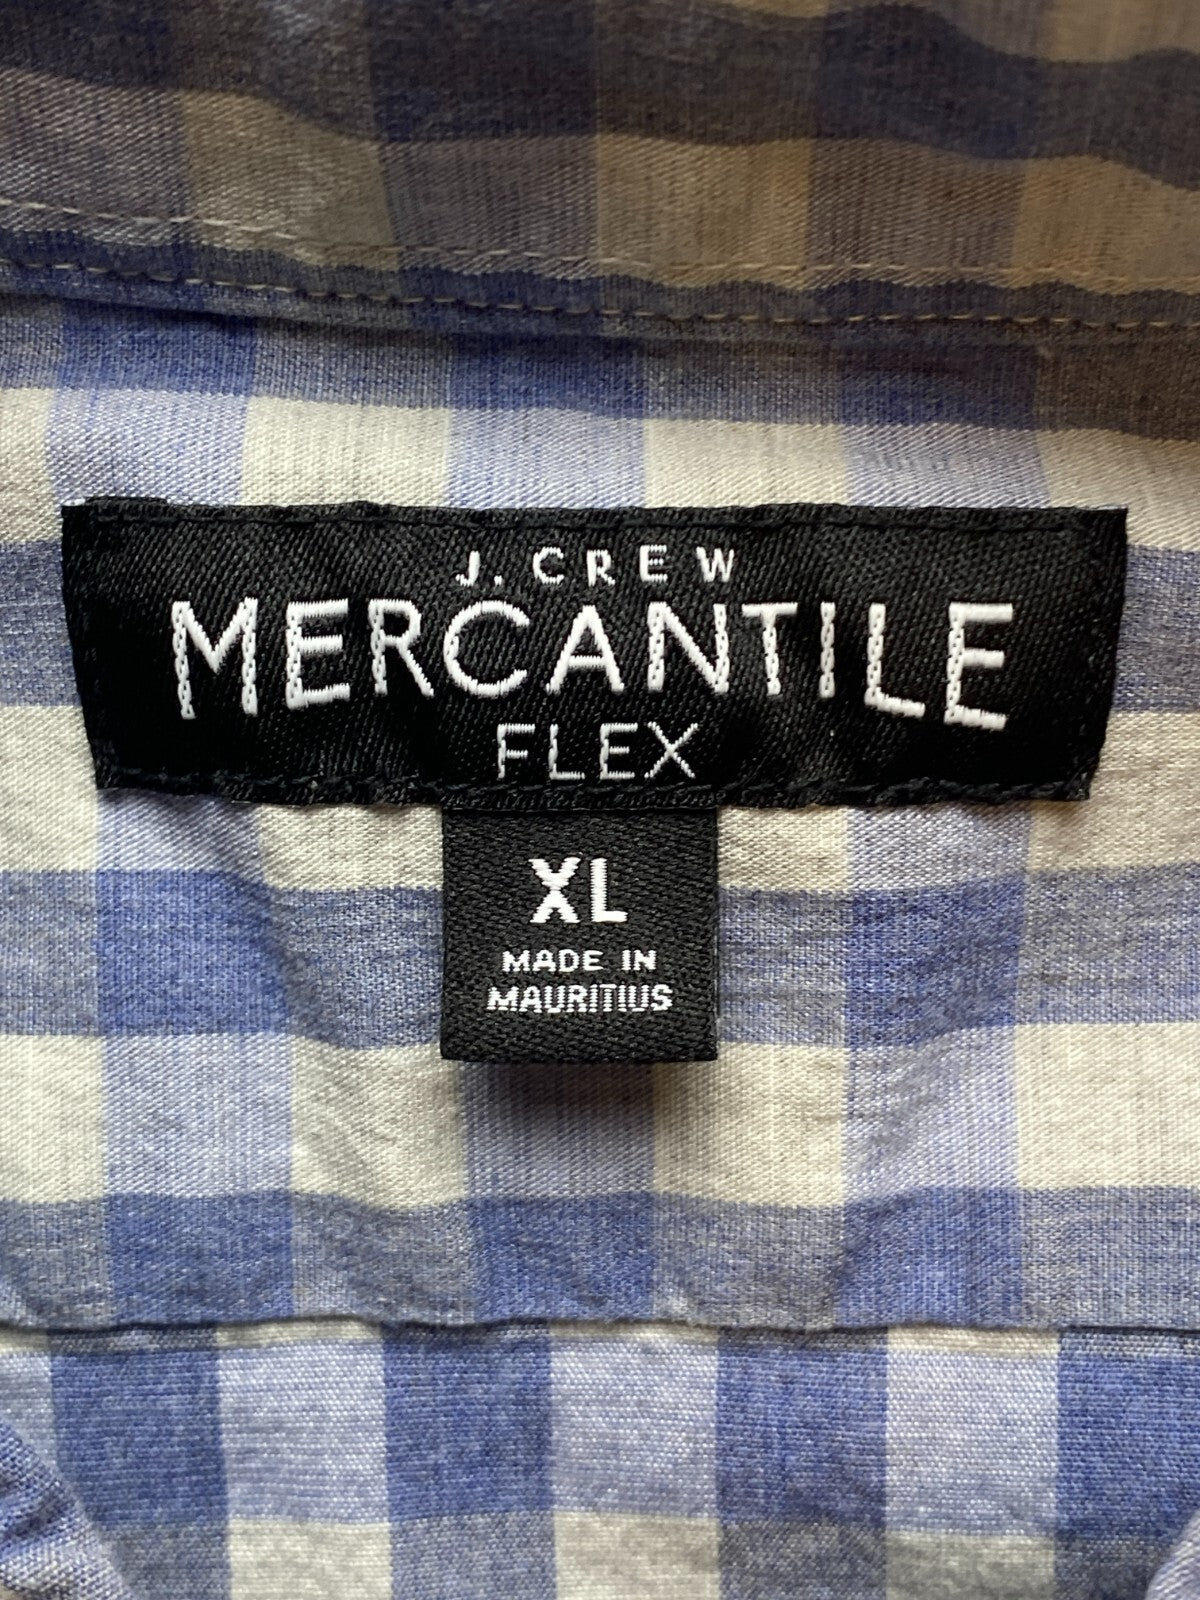 J. CREW
MERCANTILE
FLEX
XL
MADE IN
MAURITIUS